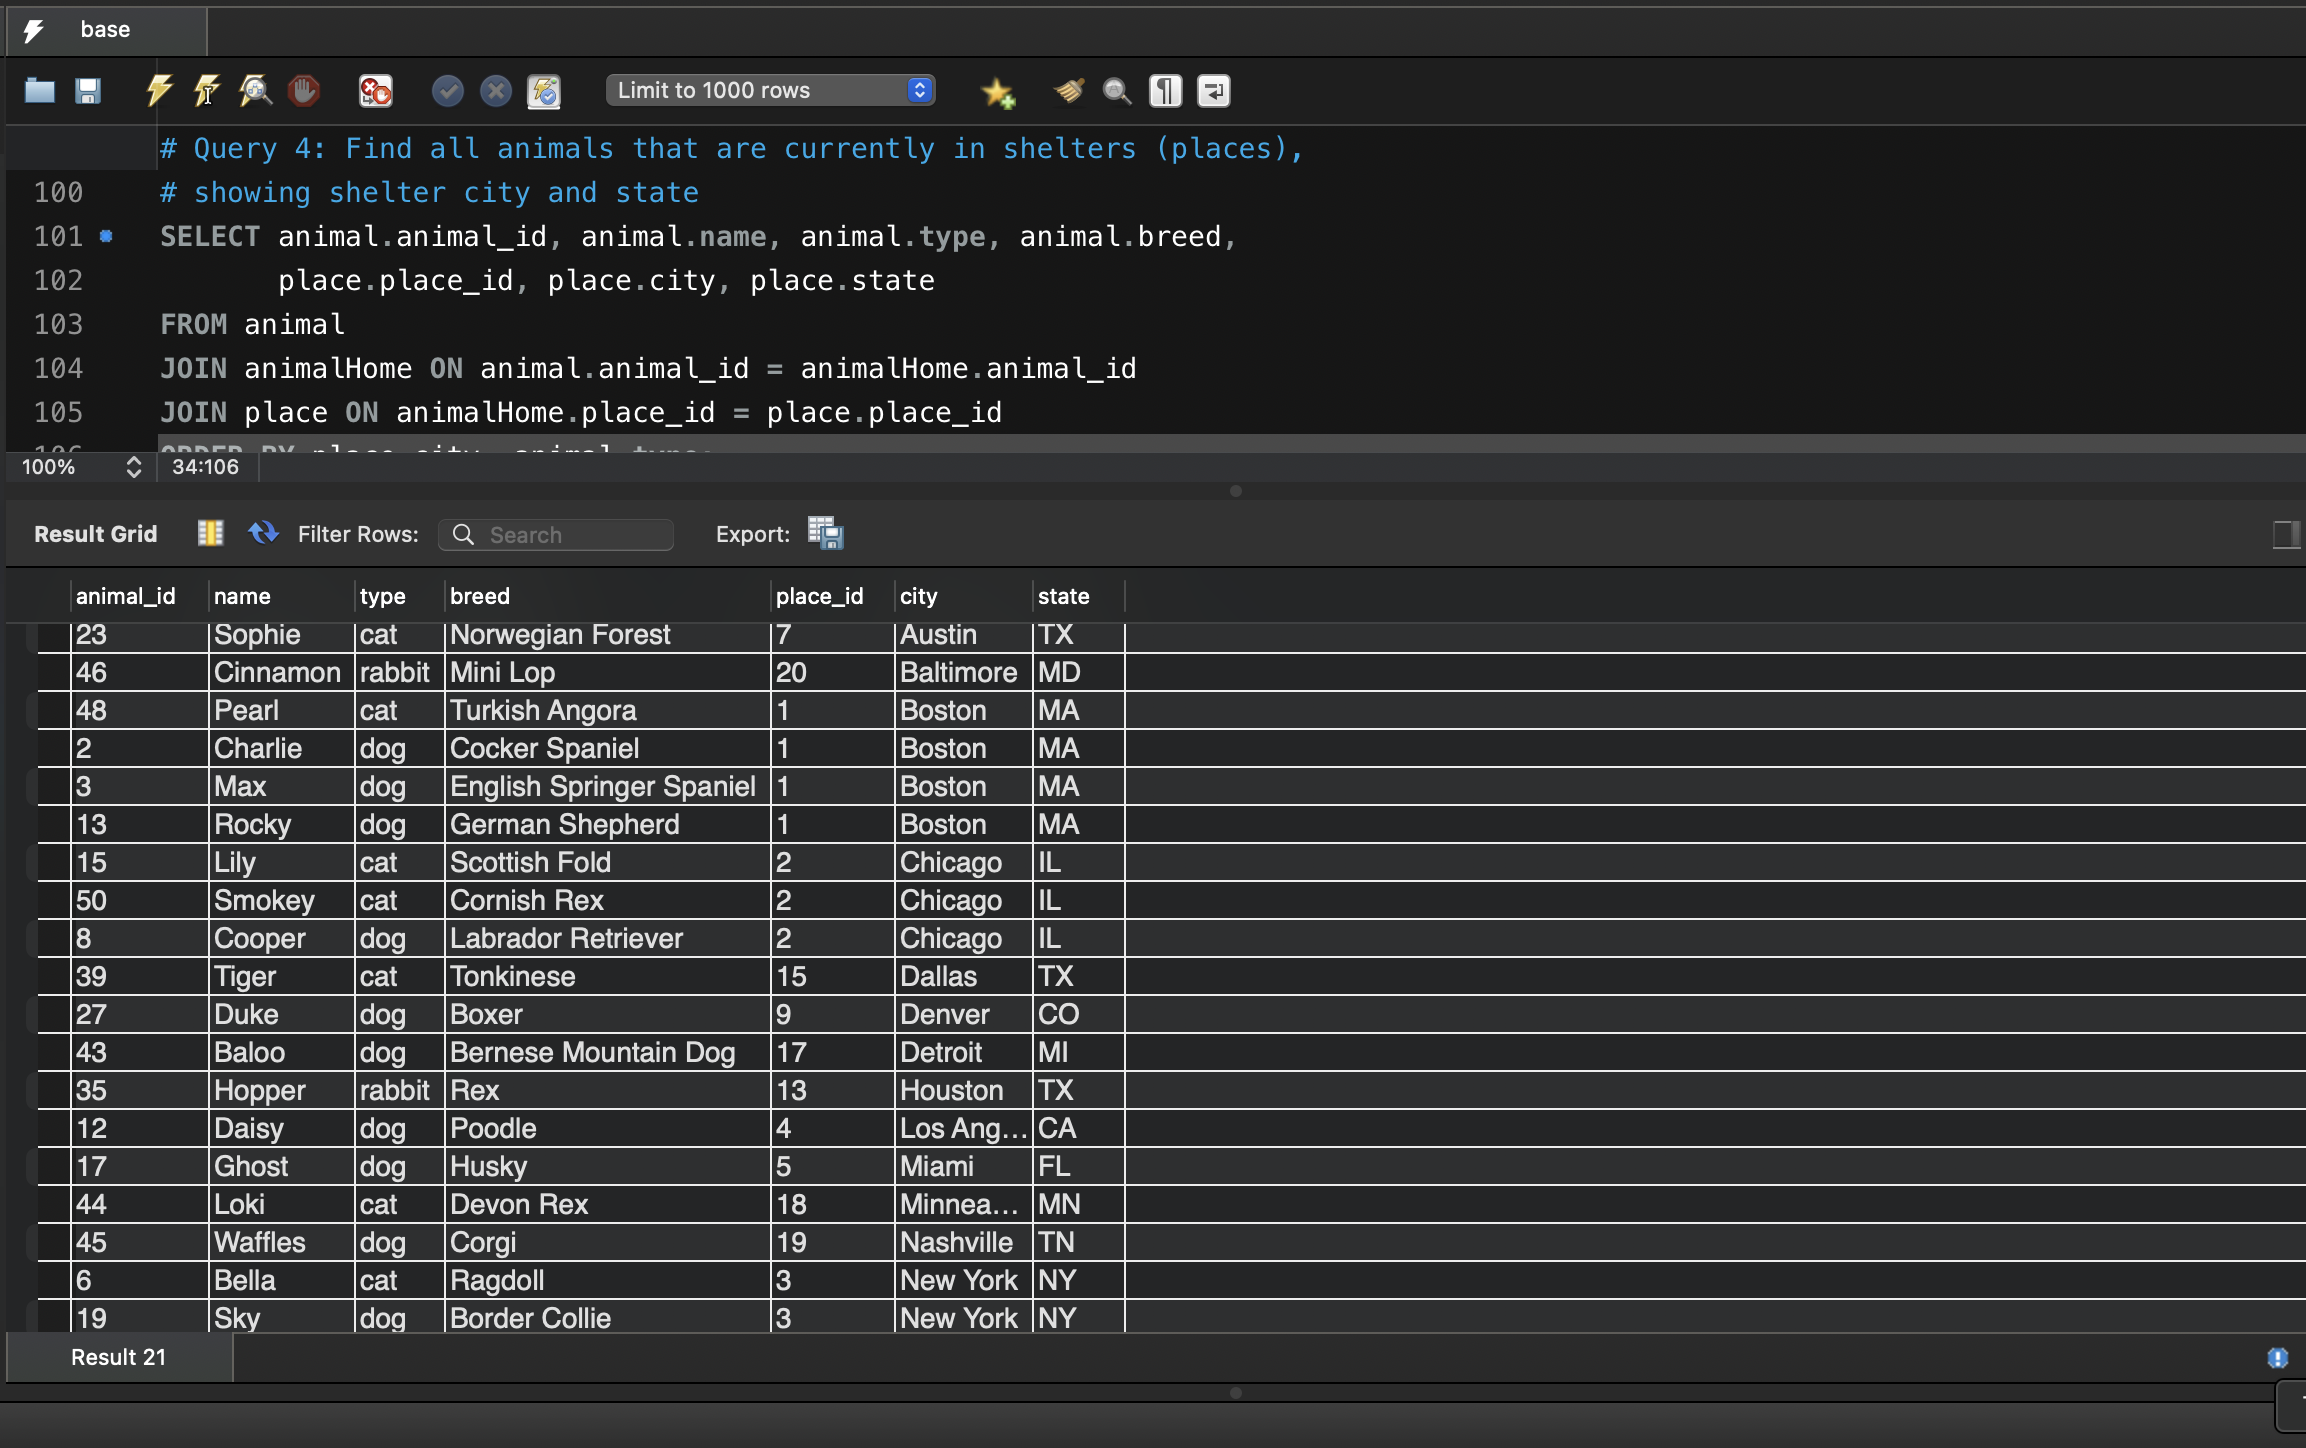 base
Limit to 1000 rows
# Query 4: Find all animals that are currently in shelters (places),
100 # showing shelter city and state
101 SELECT animal.animal_id, animal.name, animal.type, animal.breed,
102 place.place_id, place.city, place.state
103 FROM animal
104 JOIN animalHome ON animal.animal_id = animalHome.animal_id
105 JOIN place ON animalHome.place_id = place.place_id
106 ORDER BY place.city, animal.type;
100% 34:106
Result Grid Filter Rows: Search Export:
animal_id name type breed place_id city state
23 Sophie cat Norwegian Forest 7 Austin TX
46 Cinnamon rabbit Mini Lop 20 Baltimore MD
48 Pearl cat Turkish Angora 1 Boston MA
2 Charlie dog Cocker Spaniel 1 Boston MA
3 Max dog English Springer Spaniel 1 Boston MA
13 Rocky dog German Shepherd 1 Boston MA
15 Lily cat Scottish Fold 2 Chicago IL
50 Smokey cat Cornish Rex 2 Chicago IL
8 Cooper dog Labrador Retriever 2 Chicago IL
39 Tiger cat Tonkinese 15 Dallas TX
27 Duke dog Boxer 9 Denver CO
43 Baloo dog Bernese Mountain Dog 17 Detroit MI
35 Hopper rabbit Rex 13 Houston TX
12 Daisy dog Poodle 4 Los Ang... CA
17 Ghost dog Husky 5 Miami FL
44 Loki cat Devon Rex 18 Minnea... MN
45 Waffles dog Corgi 19 Nashville TN
6 Bella cat Ragdoll 3 New York NY
19 Sky dog Border Collie 3 New York NY
Result 21